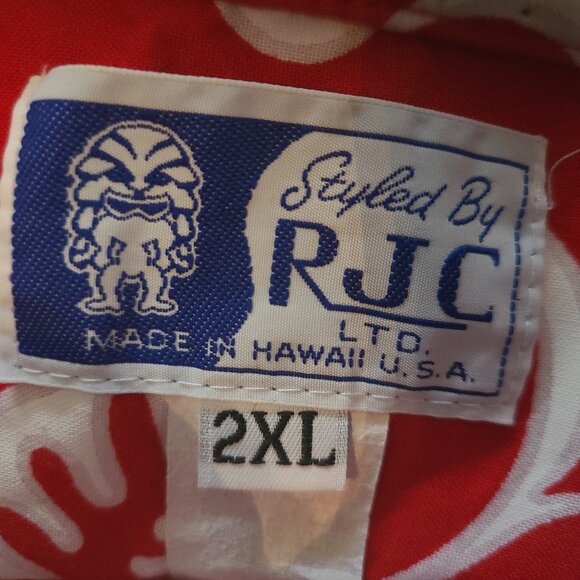 Styled By
RJC
LTD.
MADE IN HAWAII U.S.A.
2XL